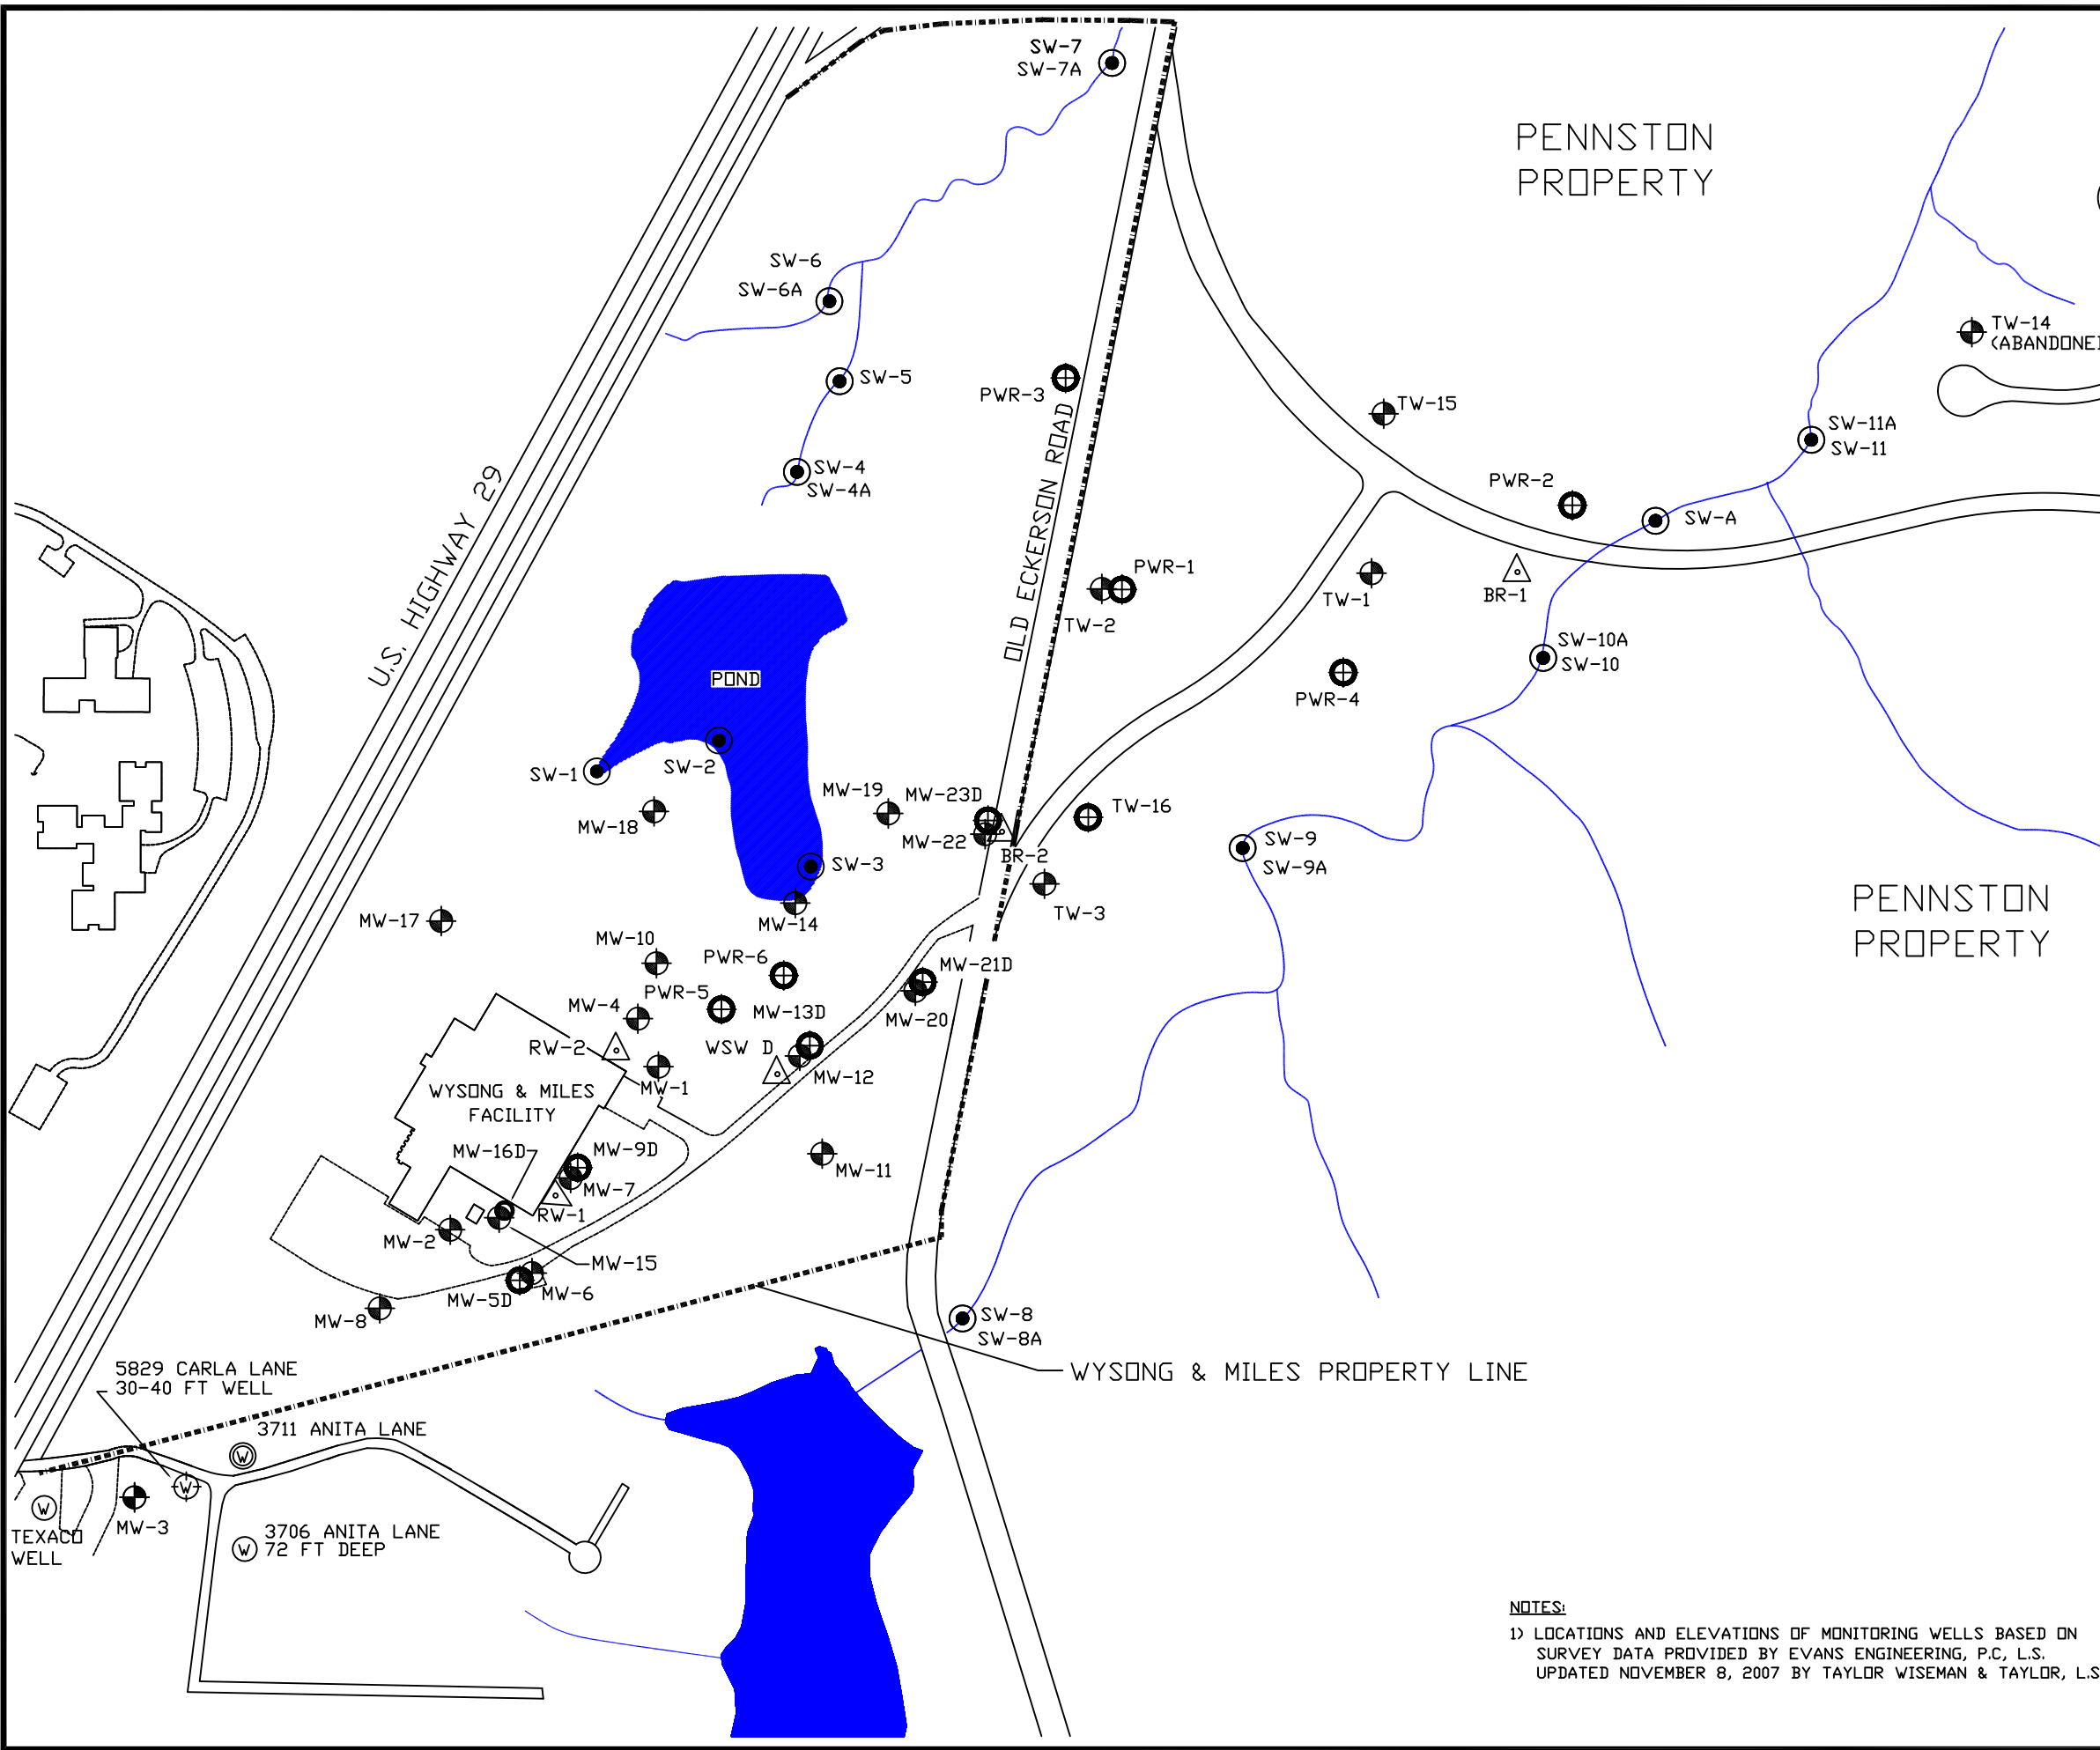 SW-7
SW-7A
PENNSTON
PROPERTY
SW-6
SW-6A
TW-14
(ABANDONE
SW-5
PWR-3
TW-15
SW-11A
SW-11
SW-4
SW-4A
PWR-2
SW-A
U.S. HIGHWAY 29
OLD ECKERSON ROAD
PWR-1
TW-2
TW-1
BR-1
SW-10A
SW-10
POND
PWR-4
SW-1
SW-2
MW-18
MW-19
MW-23D
TW-16
MW-22
BR-2
SW-9
SW-9A
SW-3
MW-17
MW-14
TW-3
PENNSTON
PROPERTY
MW-10
PWR-6
MW-21D
MW-4
PWR-5
MW-13D
MW-20
RW-2
WSW D
MW-12
MW-1
WYSONG & MILES
FACILITY
MW-16D
MW-9D
MW-7
MW-11
RW-1
MW-2
MW-15
MW-5D
MW-6
MW-8
SW-8
SW-8A
WYSONG & MILES PROPERTY LINE
5829 CARLA LANE
30-40 FT WELL
3711 ANITA LANE
W
W
W
W
MW-3
TEXACO
WELL
3706 ANITA LANE
72 FT DEEP
NOTES:
1) LOCATIONS AND ELEVATIONS OF MONITORING WELLS BASED ON
SURVEY DATA PROVIDED BY EVANS ENGINEERING, P.C, L.S.
UPDATED NOVEMBER 8, 2007 BY TAYLOR WISEMAN & TAYLOR, L.S